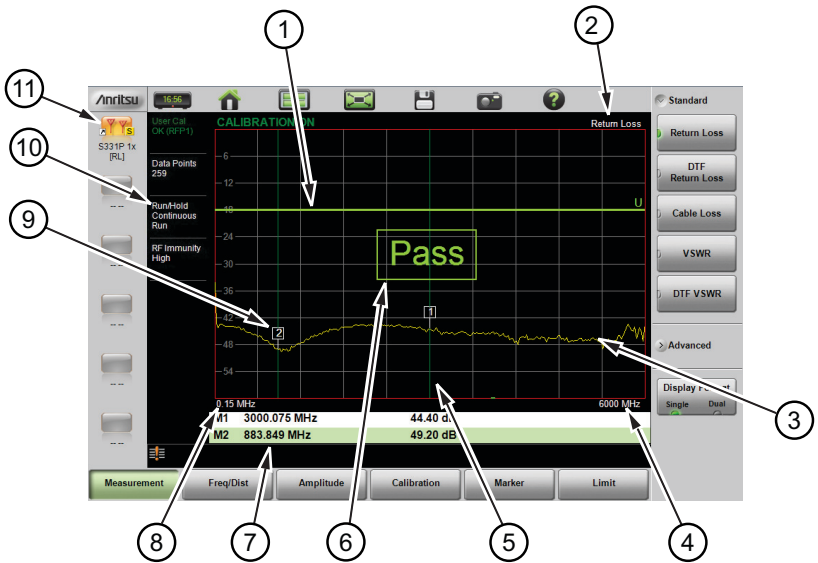 1
2
11
Anritsu
16:56
?
Standard
S
S331P 1x
[RL]
User Cal
OK (RFP1)
CALIBRATION ON
Return Loss
Return Loss
10
Data Points
259
-6
DTF
Return Loss
-12
Run/Hold
Continuous
Run
-18
U
Cable Loss
-- --
9
-24
RF Immunity
High
Pass
VSWR
-30
-- --
-36
DTF VSWR
-42
1
2
-48
Advanced
-- --
-54
Display Format
Single
Dual
0.15 MHz
6000 MHz
3
-- --
M1 3000.075 MHz 44.40 dB
M2 883.849 MHz 49.20 dB
-- --
Measurement
Freq/Dist
Amplitude
Calibration
Marker
Limit
8
7
6
5
4